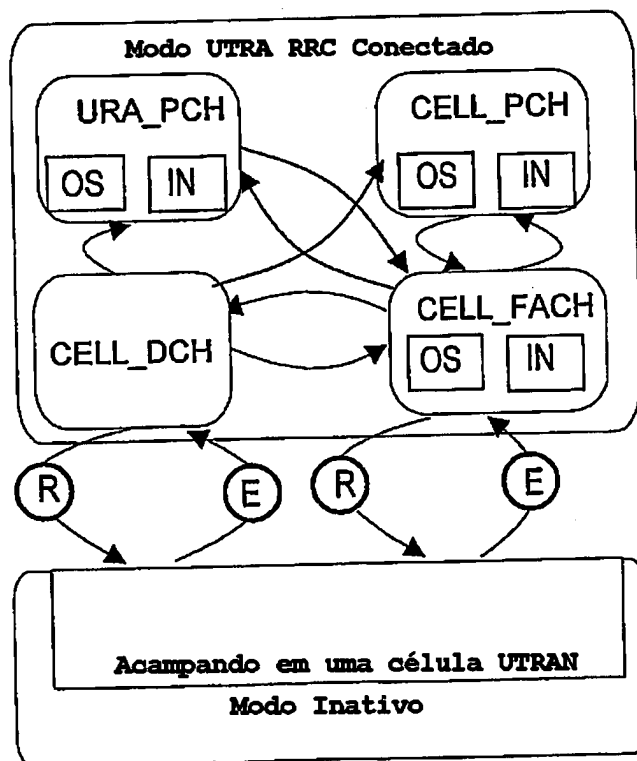 Modo UTRA RRC Conectado
URA_PCH
CELL_PCH
OS IN
OS IN
CELL_DCH
CELL_FACH
OS IN
R E R E
Acampando em uma célula UTRAN
Modo Inativo